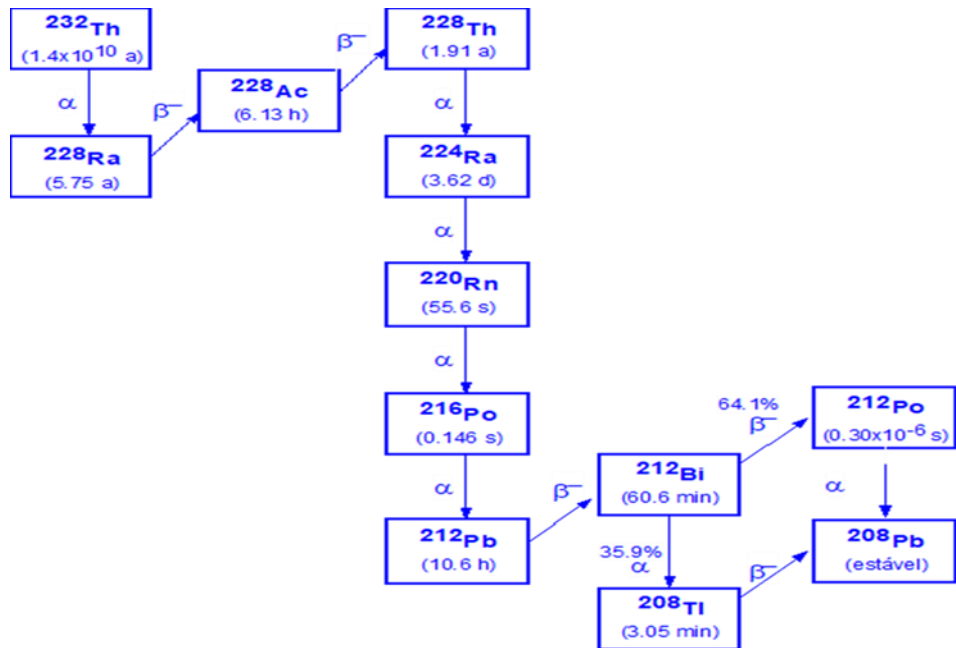 ²³²Th
(1.4x10¹⁰ a)
α
²²⁸Ra
(5.75 a)
β⁻
²²⁸Ac
(6.13 h)
β⁻
²²⁸Th
(1.91 a)
α
²²⁴Ra
(3.62 d)
α
²²⁰Rn
(55.6 s)
α
²¹⁶Po
(0.146 s)
α
²¹²Pb
(10.6 h)
β⁻
²¹²Bi
(60.6 min)
64.1%
β⁻
²¹²Po
(0.30x10⁻⁶ s)
α
35.9%
α
²⁰⁸Tl
(3.05 min)
β⁻
²⁰⁸Pb
(estável)